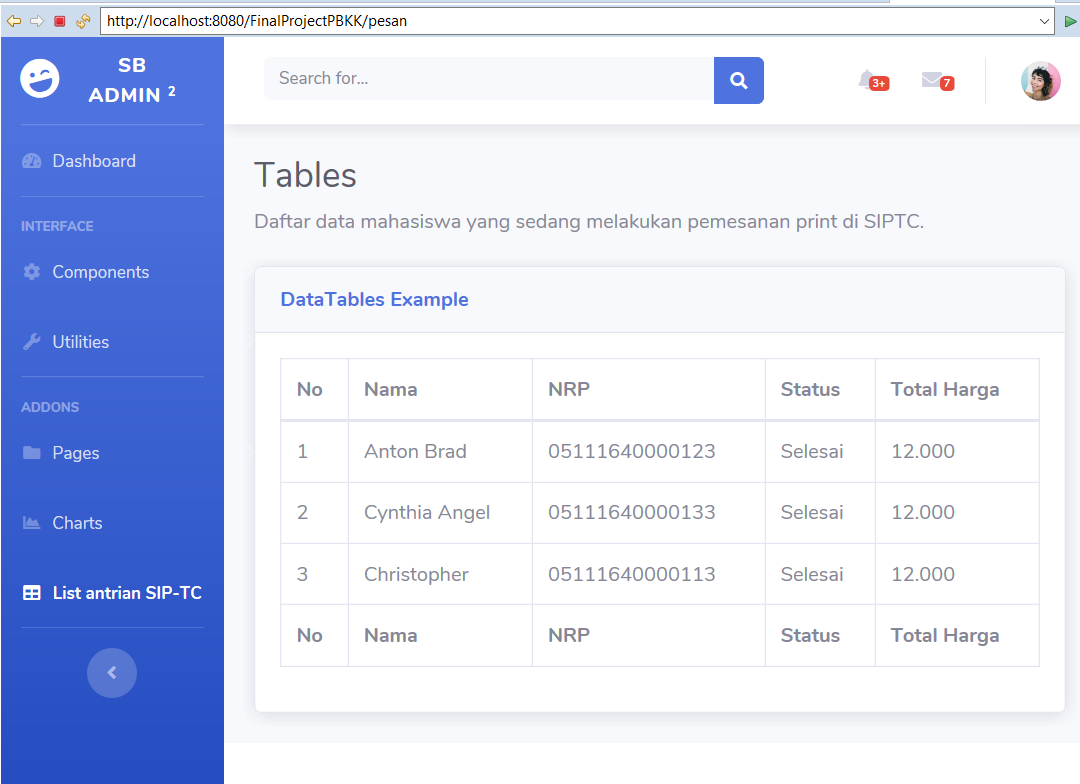 http://localhost:8080/FinalProjectPBKK/pesan
SB
ADMIN 2
Search for...
3+
7
Dashboard
INTERFACE
Components
Utilities
ADDONS
Pages
Charts
List antrian SIP-TC
Tables
Daftar data mahasiswa yang sedang melakukan pemesanan print di SIPTC.
DataTables Example
No Nama NRP Status Total Harga
1 Anton Brad 05111640000123 Selesai 12.000
2 Cynthia Angel 05111640000133 Selesai 12.000
3 Christopher 05111640000113 Selesai 12.000
No Nama NRP Status Total Harga